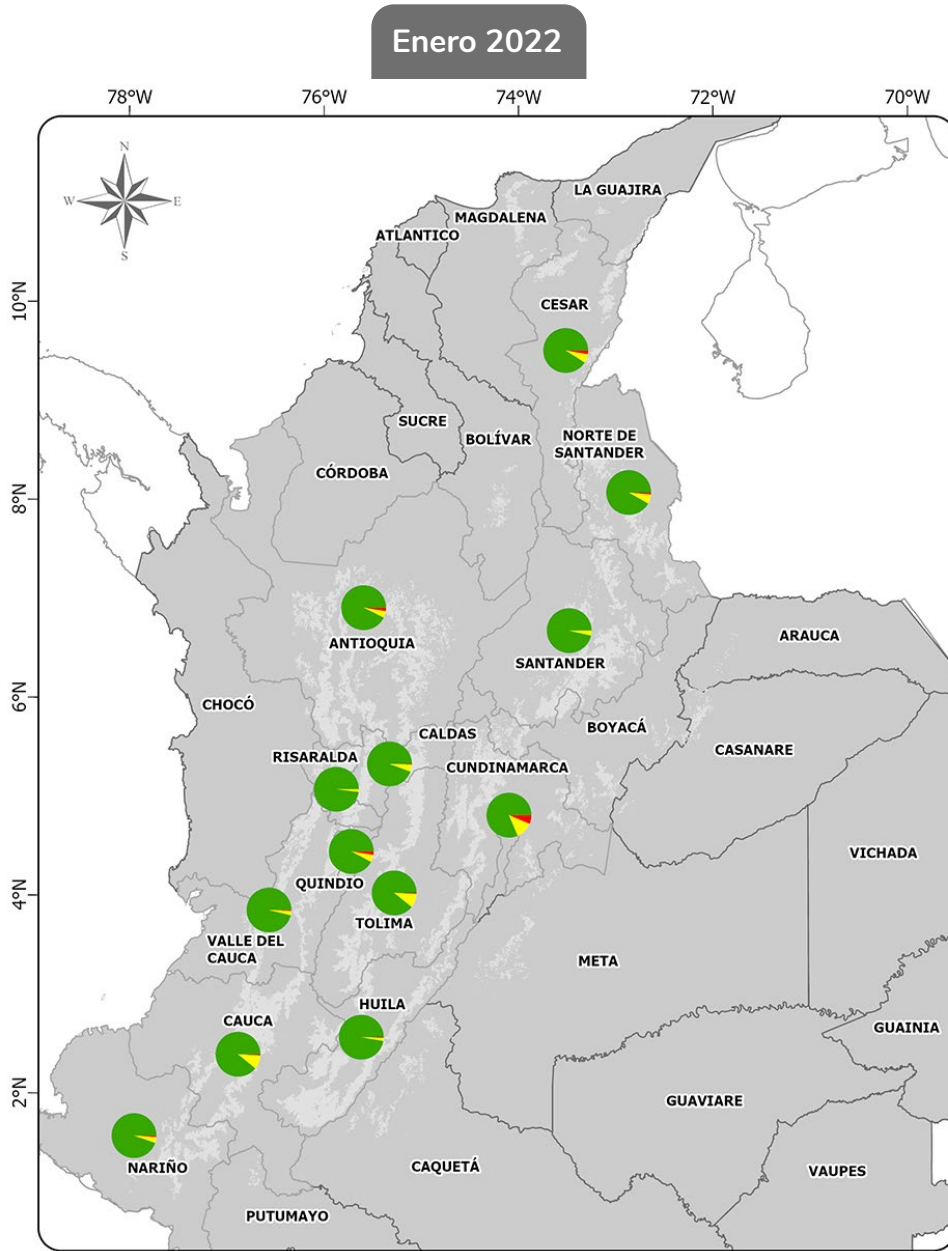 Enero 2022
78°W
76°W
74°W
72°W
70°W
N
W
E
S
LA GUAJIRA
MAGDALENA
ATLANTICO
10°N
CESAR
SUCRE
BOLÍVAR
NORTE DE
SANTANDER
CÓRDOBA
8°N
ANTIOQUIA
SANTANDER
ARAUCA
6°N
CHOCÓ
BOYACÁ
CALDAS
CASANARE
RISARALDA
CUNDINAMARCA
VICHADA
QUINDIO
4°N
TOLIMA
VALLE DEL
CAUCA
META
HUILA
CAUCA
GUAINIA
2°N
GUAVIARE
NARIÑO
CAQUETÁ
VAUPES
PUTUMAYO